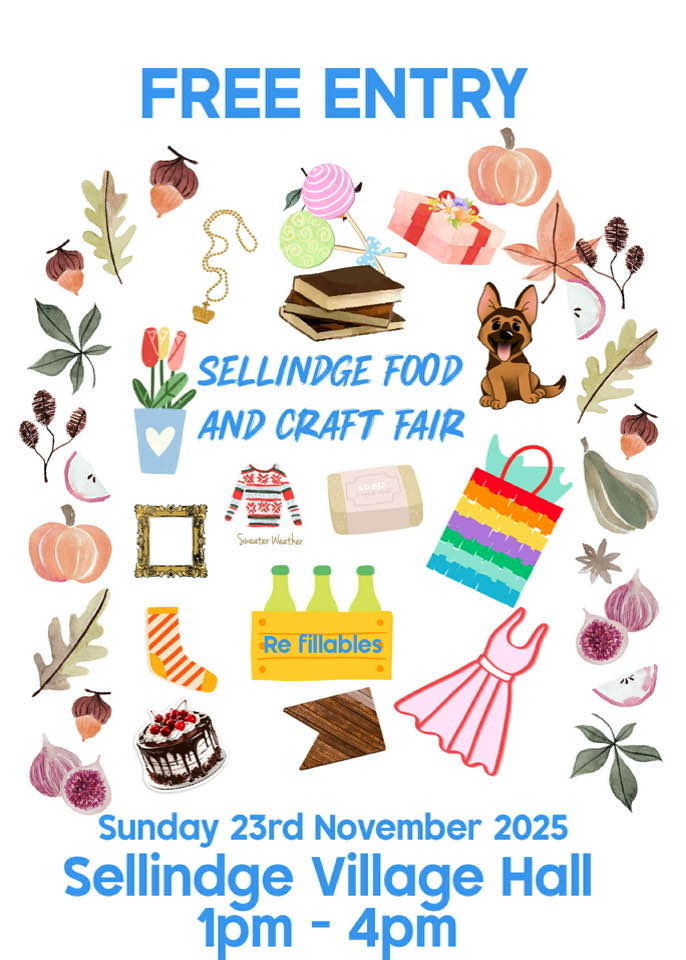 FREE ENTRY
SELLINDGE FOOD
AND CRAFT FAIR
SOAP
Sweater Weather
Re fillables
Sunday 23rd November 2025
Sellindge Village Hall
1pm - 4pm